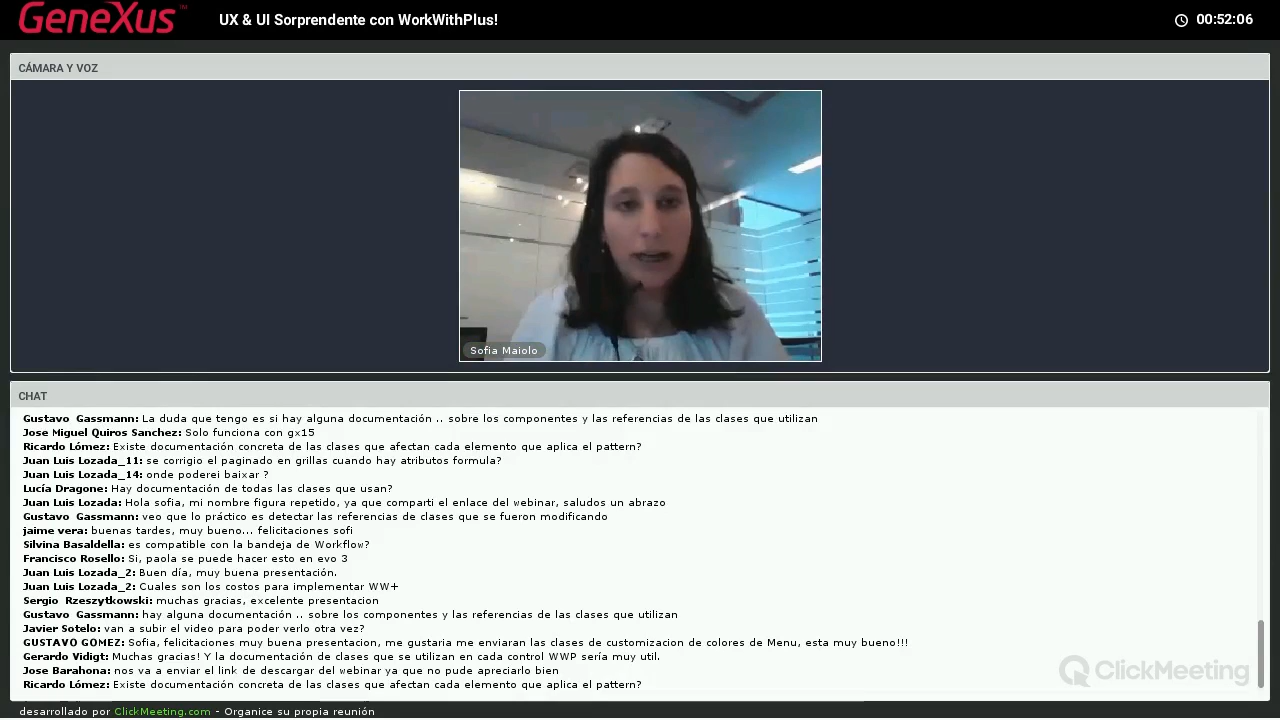 GeneXus™
UX & UI Sorprendente con WorkWithPlus!
00:52:06
CÁMARA Y VOZ
Sofia Maiolo
CHAT
Gustavo Gassmann: La duda que tengo es si hay alguna documentación .. sobre los componentes y las referencias de las clases que utilizan
Jose Miguel Quiros Sanchez: Solo funciona con gx15
Ricardo Lómez: Existe documentación concreta de las clases que afectan cada elemento que aplica el pattern?
Juan Luis Lozada_11: se corrigio el paginado en grillas cuando hay atributos formula?
Juan Luis Lozada_14: onde poderei baixar ?
Lucía Dragone: Hay documentación de todas las clases que usan?
Juan Luis Lozada: Hola sofia, mi nombre figura repetido, ya que comparti el enlace del webinar, saludos un abrazo
Gustavo Gassmann: veo que lo práctico es detectar las referencias de clases que se fueron modificando
jaime vera: buenas tardes, muy bueno... felicitaciones sofi
Silvina Basaldella: es compatible con la bandeja de Workflow?
Francisco Rosello: Si, paola se puede hacer esto en evo 3
Juan Luis Lozada_2: Buen día, muy buena presentación.
Juan Luis Lozada_2: Cuales son los costos para implementar WW+
Sergio Rzeszytkowski: muchas gracias, excelente presentacion
Gustavo Gassmann: hay alguna documentación .. sobre los componentes y las referencias de las clases que utilizan
Javier Sotelo: van a subir el video para poder verlo otra vez?
GUSTAVO GOMEZ: Sofia, felicitaciones muy buena presentacion, me gustaria me enviaran las clases de customizacion de colores de Menu, esta muy bueno!!!
Gerardo Vidigt: Muchas gracias! Y la documentación de clases que se utilizan en cada control WWP sería muy util.
Jose Barahona: nos va a enviar el link de descargar del webinar ya que no pude apreciarlo bien
Ricardo Lómez: Existe documentación concreta de las clases que afectan cada elemento que aplica el pattern?
ClickMeeting
desarrollado por ClickMeeting.com - Organice su propia reunión